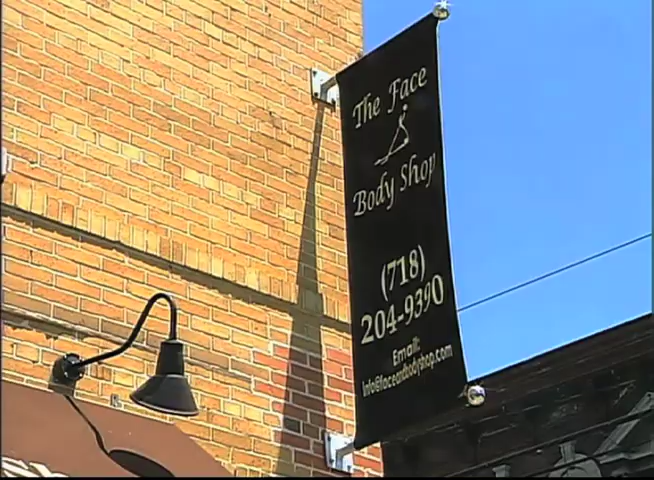 The Face
Body Shop
(718)
204-9390
Email:
Info@faceandbodyshop.com